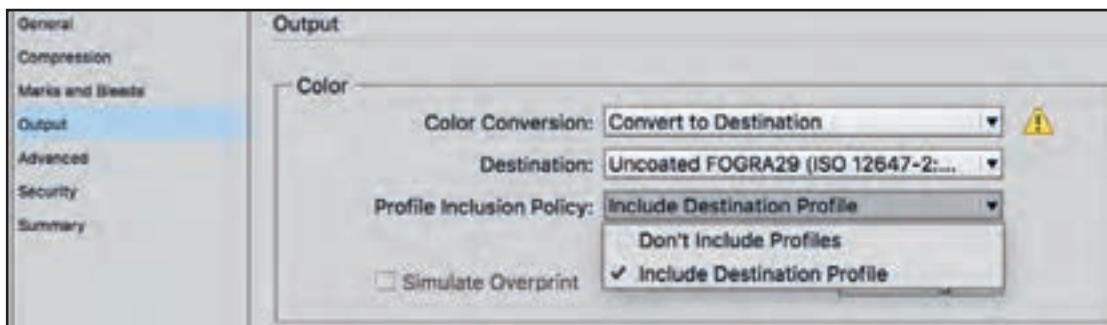 General
Compression
Marks and Bleeds
Output
Advanced
Security
Summary
Output
Color
Color Conversion: Convert to Destination
Destination: Uncoated FOGRA29 (ISO 12647-2:...
Profile Inclusion Policy: Include Destination Profile
Don't Include Profiles
✓ Include Destination Profile
Simulate Overprint